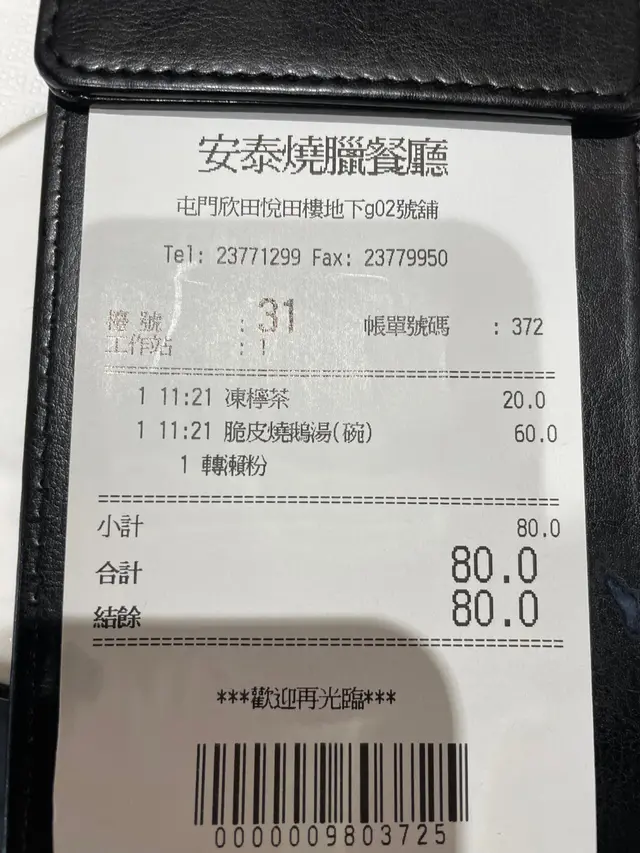 安泰燒臘餐廳
屯門欣田悅田樓地下g02號舖
Tel: 23771299 Fax: 23779950
檯號 : 31 帳單號碼 : 372
工作站 : 1
1 11:21 凍檸茶 20.0
1 11:21 脆皮燒鵝湯(碗) 60.0
1 轉瀨粉
小計 80.0
合計 80.0
結餘 80.0
***歡迎再光臨***
0000009803725